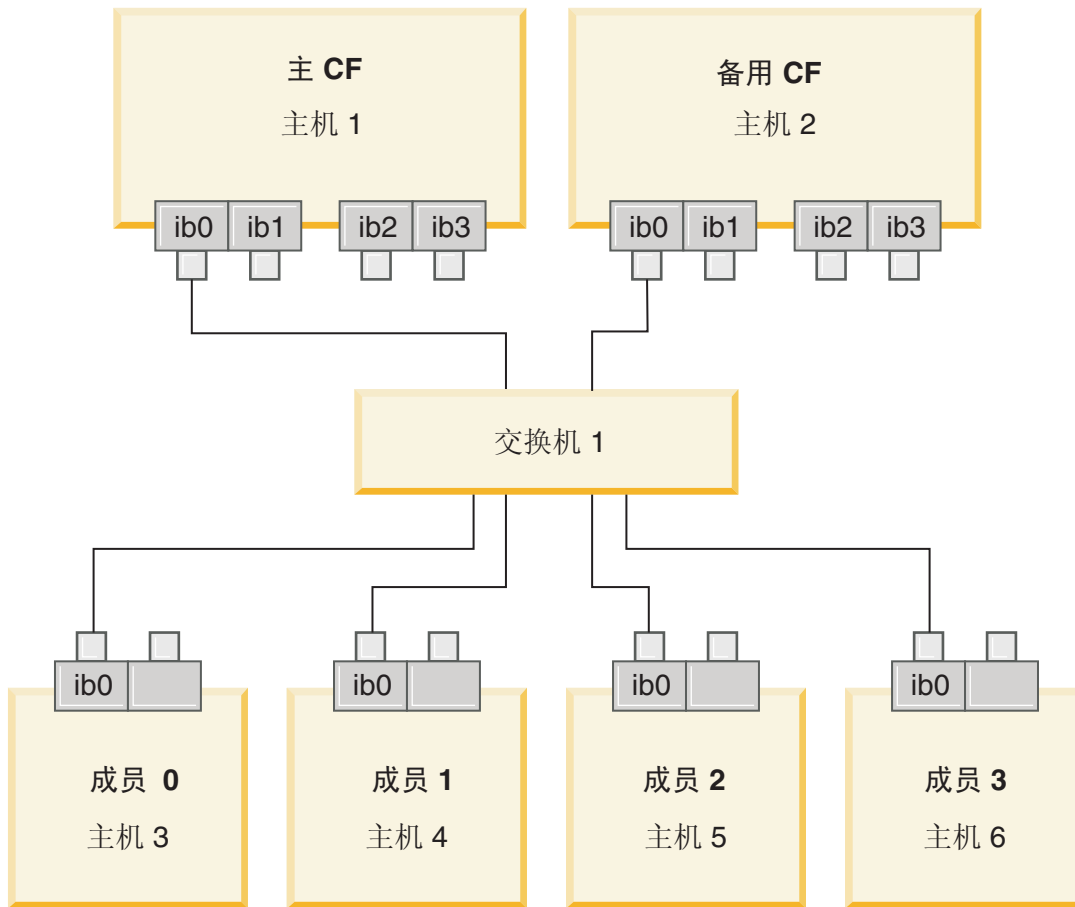 主 CF
主机 1
备用 CF
主机 2
ib0 ib1 ib2 ib3
ib0 ib1 ib2 ib3
交换机 1
ib0
ib0
ib0
ib0
成员 0
主机 3
成员 1
主机 4
成员 2
主机 5
成员 3
主机 6